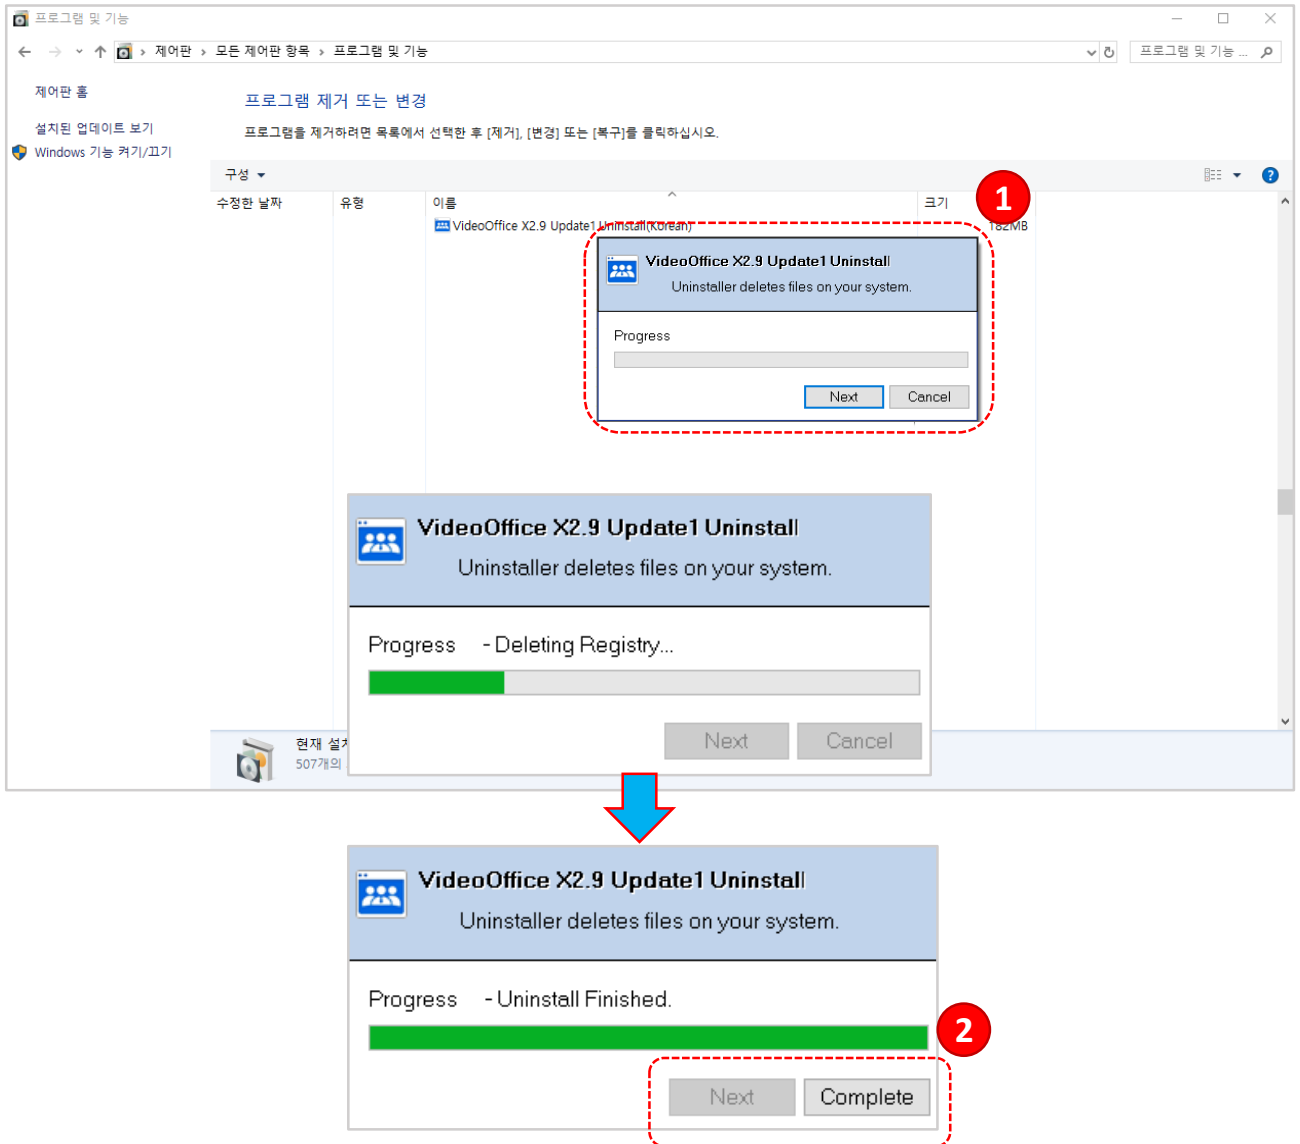 프로그램 및 기능
제어판 › 모든 제어판 항목 › 프로그램 및 기능
프로그램 및 기능 ...
제어판 홈
설치된 업데이트 보기
Windows 기능 켜기/끄기
프로그램 제거 또는 변경
프로그램을 제거하려면 목록에서 선택한 후 [제거], [변경] 또는 [복구]를 클릭하십시오.
구성
수정한 날짜 유형 이름 크기
1
VideoOffice X2.9 Update1 Uninstall(Korean) 182MB
VideoOffice X2.9 Update1 Uninstall
Uninstaller deletes files on your system.
Progress
Next Cancel
VideoOffice X2.9 Update1 Uninstall
Uninstaller deletes files on your system.
Progress - Deleting Registry...
Next Cancel
현재
507개의
VideoOffice X2.9 Update1 Uninstall
Uninstaller deletes files on your system.
Progress - Uninstall Finished.
2
Next Complete